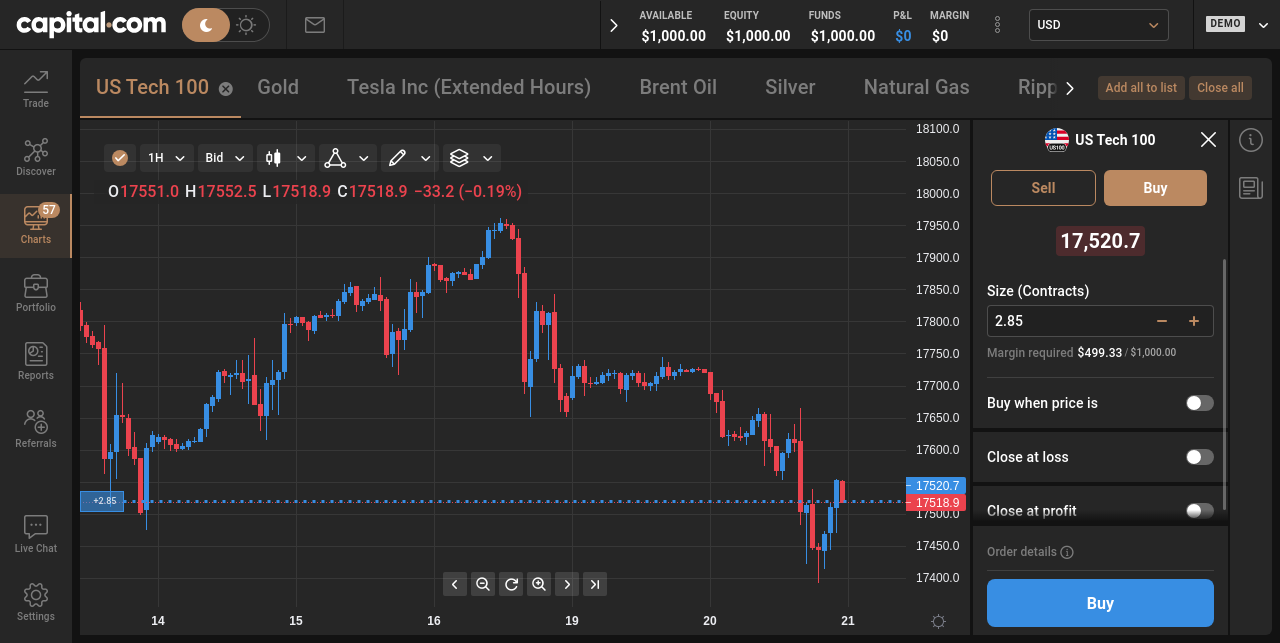 capital.com
AVAILABLE EQUITY FUNDS P&L MARGIN
$1,000.00 $1,000.00 $1,000.00 $0 $0
USD
DEMO
Trade
Discover
57
Charts
Portfolio
Reports
Referrals
Live Chat
Settings
US Tech 100 Gold Tesla Inc (Extended Hours) Brent Oil Silver Natural Gas Ripp
Add all to list Close all
1H Bid
O17551.0 H17552.5 L17518.9 C17518.9 −33.2 (−0.19%)
18100.0
18050.0
18000.0
17950.0
17900.0
17850.0
17800.0
17750.0
17700.0
17650.0
17600.0
17520.7
17518.9
17500.0
17450.0
17400.0
+2.85
14 15 16 19 20 21
US100
US Tech 100
Sell Buy
17,520.7
Size (Contracts)
2.85
Margin required $499.33 / $1,000.00
Buy when price is
Close at loss
Close at profit
Order details
Buy